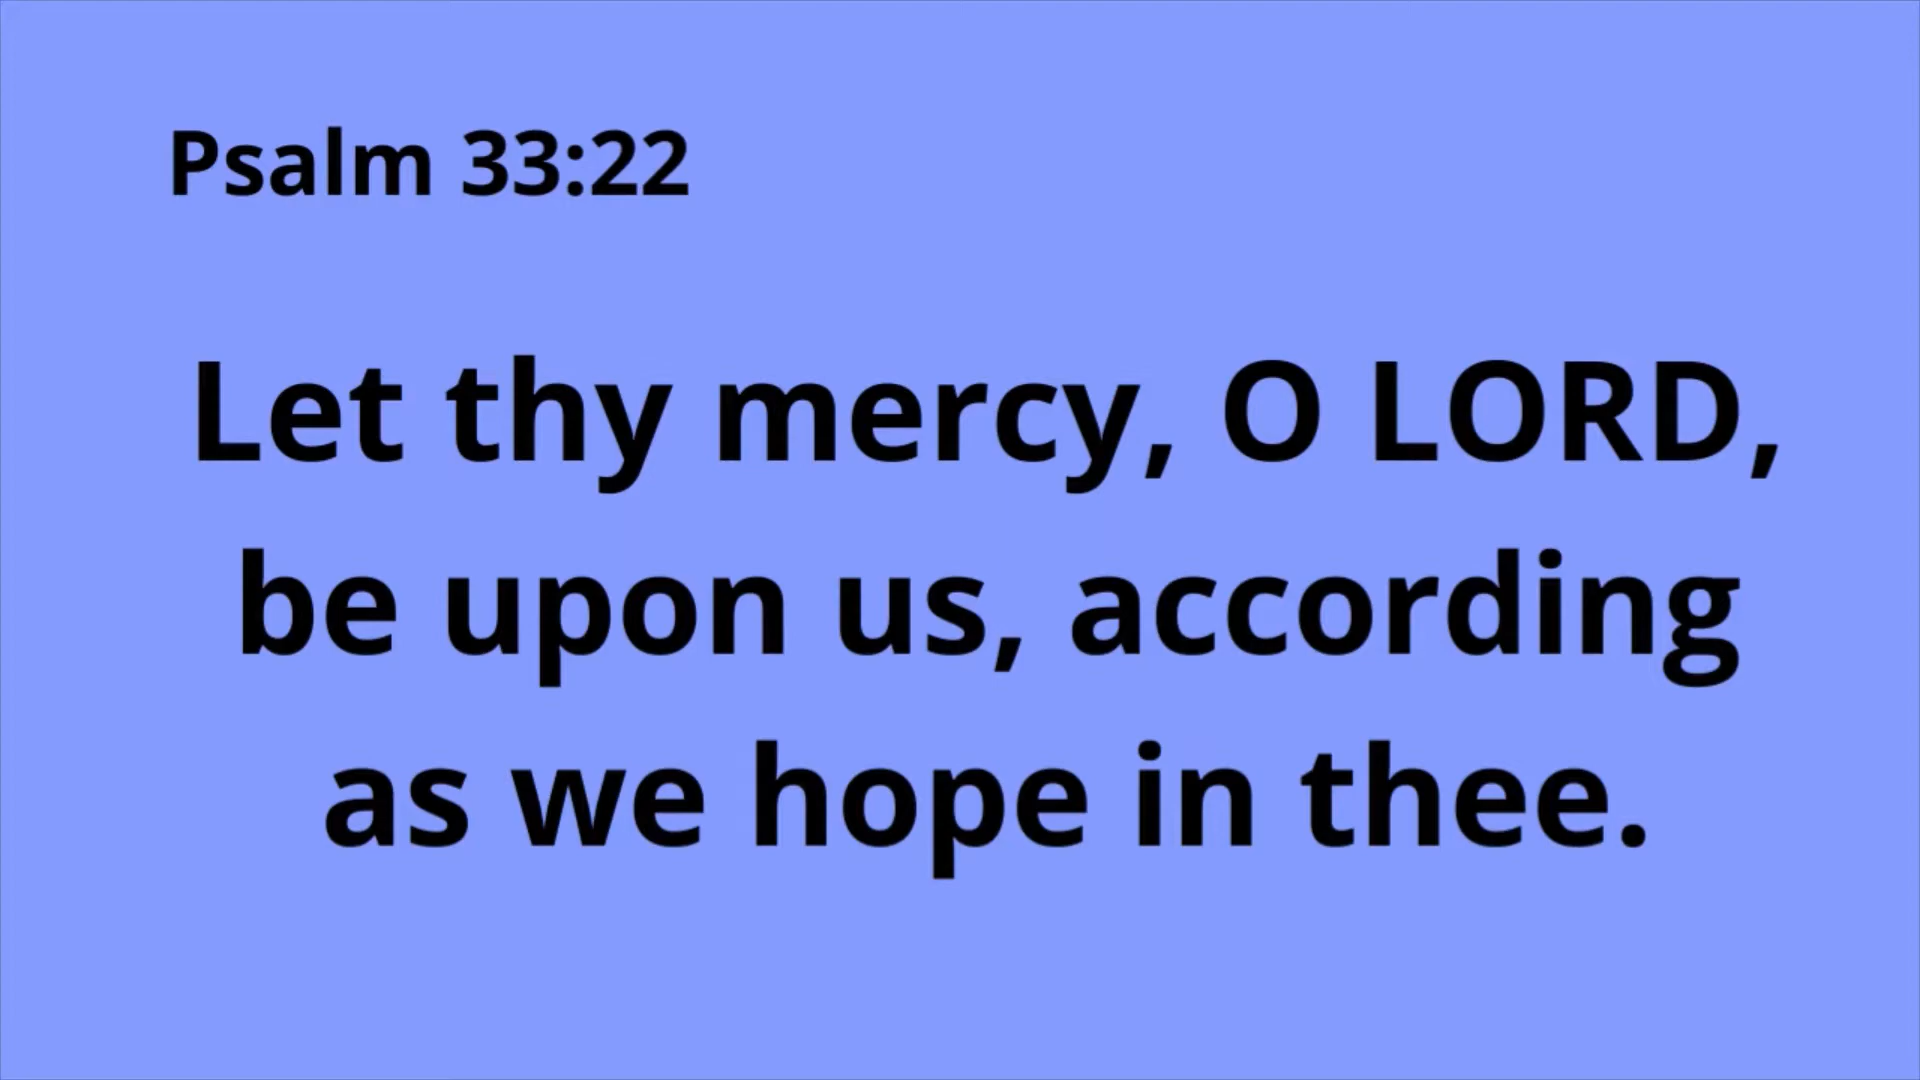 Psalm 33:22
Let thy mercy, O LORD,
be upon us, according
as we hope in thee.